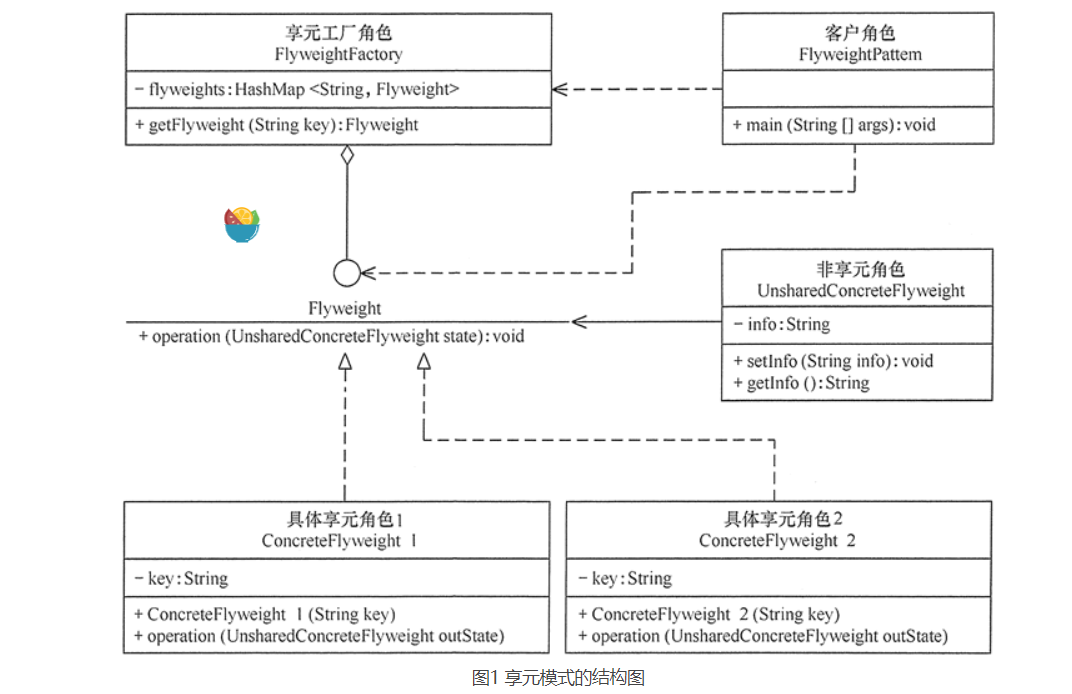 享元工厂角色
FlyweightFactory
- flyweights:HashMap <String, Flyweight>
+ getFlyweight (String key):Flyweight
客户角色
FlyweightPattem
+ main (String [] args):void
Flyweight
+ operation (UnsharedConcreteFlyweight state):void
非享元角色
UnsharedConcreteFlyweight
- info:String
+ setInfo (String info):void
+ getInfo ():String
具体享元角色1
ConcreteFlyweight 1
- key:String
+ ConcreteFlyweight 1 (String key)
+ operation (UnsharedConcreteFlyweight outState)
具体享元角色2
ConcreteFlyweight 2
- key:String
+ ConcreteFlyweight 2 (String key)
+ operation (UnsharedConcreteFlyweight outState)
图1 享元模式的结构图